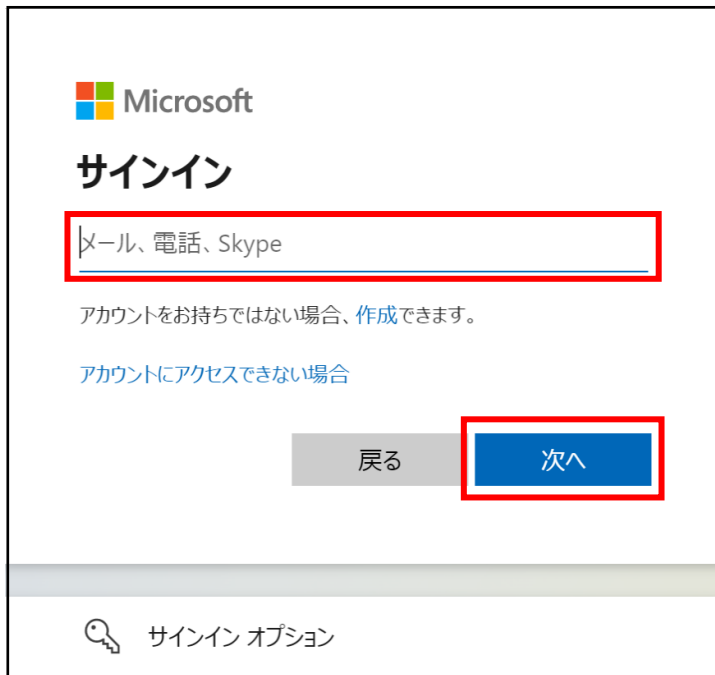 Microsoft
サインイン
メール、電話、Skype
アカウントをお持ちではない場合、作成できます。
アカウントにアクセスできない場合
戻る
次へ
サインイン オプション